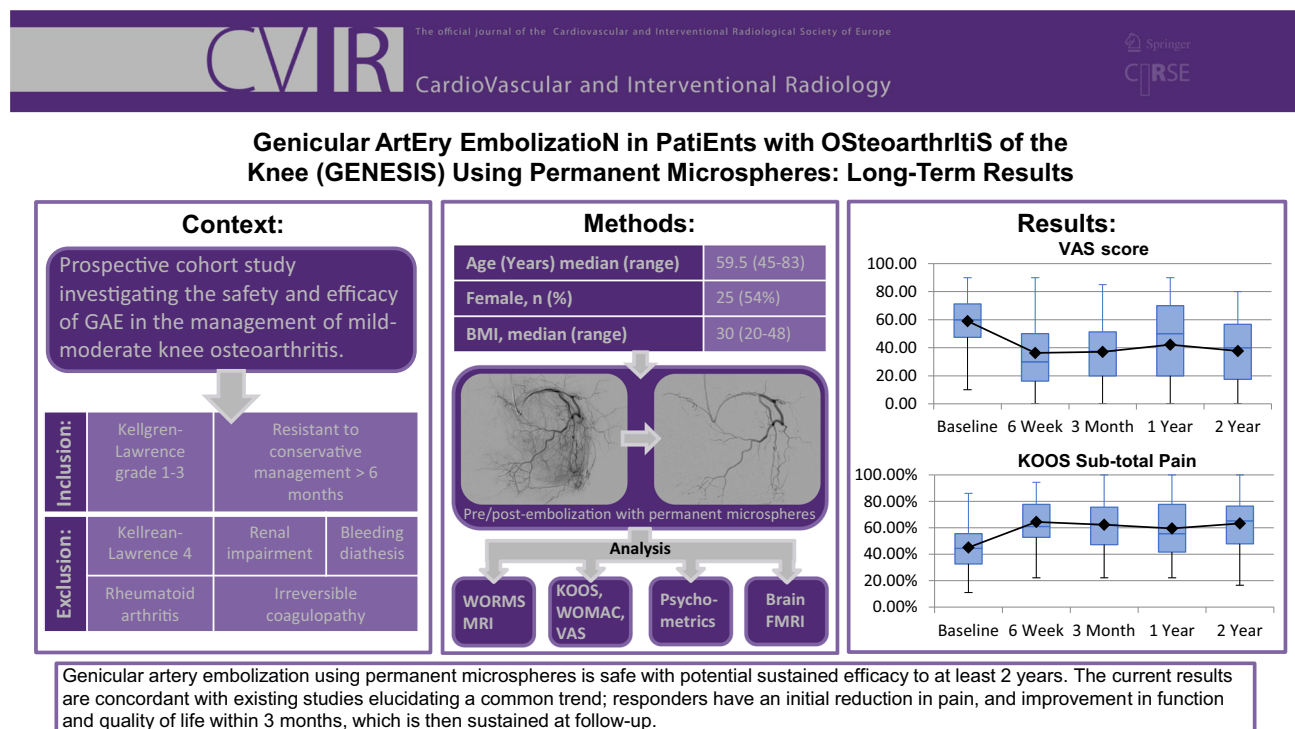 CVIR
The official journal of the Cardiovascular and Interventional Radiological Society of Europe
CardioVascular and Interventional Radiology
Springer
CIRSE
Genicular ArtEry EmbolizatioN in PatiEnts with OSteoarthrItiS of the
Knee (GENESIS) Using Permanent Microspheres: Long-Term Results
Context:
Prospective cohort study
investigating the safety and efficacy
of GAE in the management of mild-
moderate knee osteoarthritis.
Inclusion:
Kellgren-
Lawrence
grade 1-3
Resistant to
conservative
management > 6
months
Exclusion:
Kellrean-
Lawrence 4
Renal
impairment
Bleeding
diathesis
Rheumatoid
arthritis
Irreversible
coagulopathy
Methods:
Age (Years) median (range) 59.5 (45-83)
Female, n (%) 25 (54%)
BMI, median (range) 30 (20-48)
Pre/post-embolization with permanent microspheres
Analysis
WORMS
MRI
KOOS,
WOMAC,
VAS
Psycho-
metrics
Brain
FMRI
Results:
VAS score
100.00
80.00
60.00
40.00
20.00
0.00
Baseline 6 Week 3 Month 1 Year 2 Year
KOOS Sub-total Pain
100.00%
80.00%
60.00%
40.00%
20.00%
0.00%
Baseline 6 Week 3 Month 1 Year 2 Year
Genicular artery embolization using permanent microspheres is safe with potential sustained efficacy to at least 2 years. The current results
are concordant with existing studies elucidating a common trend; responders have an initial reduction in pain, and improvement in function
and quality of life within 3 months, which is then sustained at follow-up.